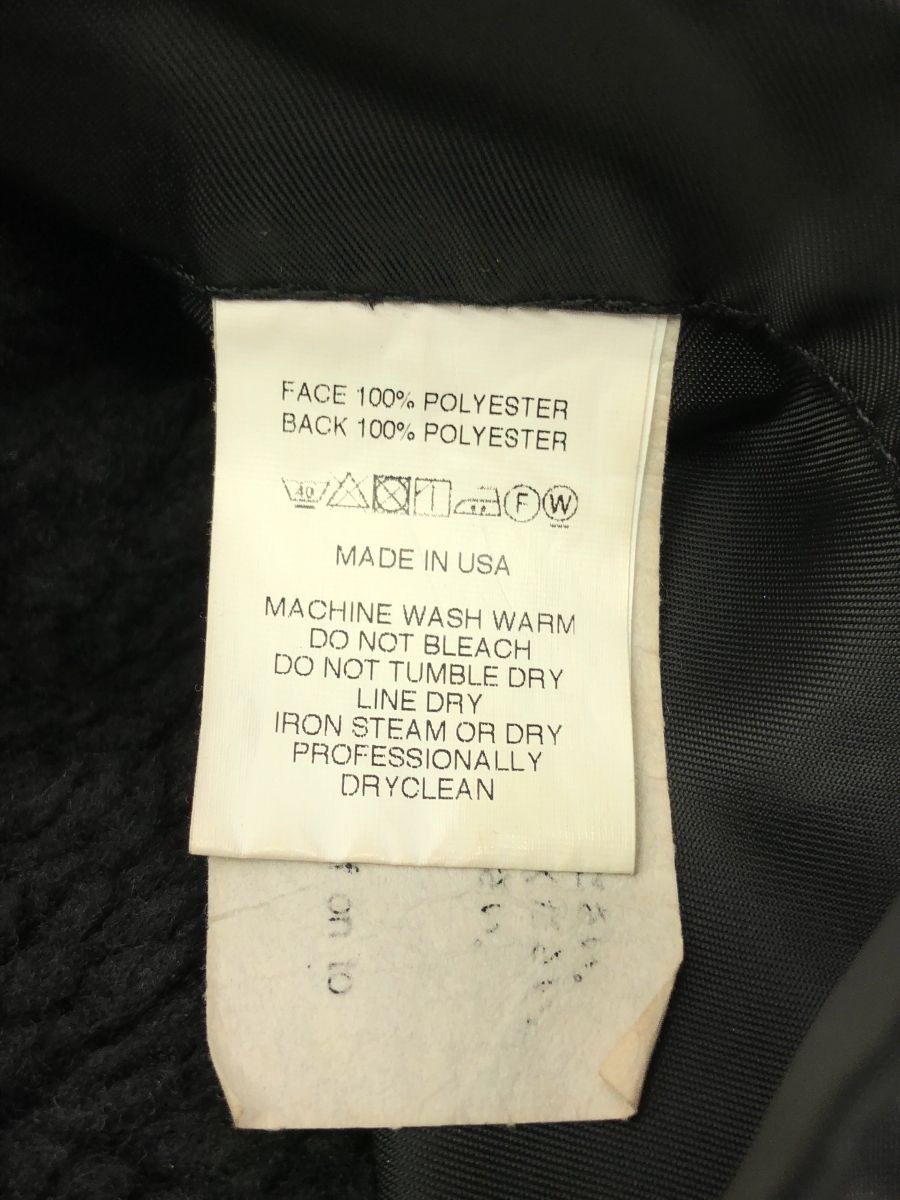 FACE 100% POLYESTER
BACK 100% POLYESTER
40 F W
MADE IN USA
MACHINE WASH WARM
DO NOT BLEACH
DO NOT TUMBLE DRY
LINE DRY
IRON STEAM OR DRY
PROFESSIONALLY
DRYCLEAN